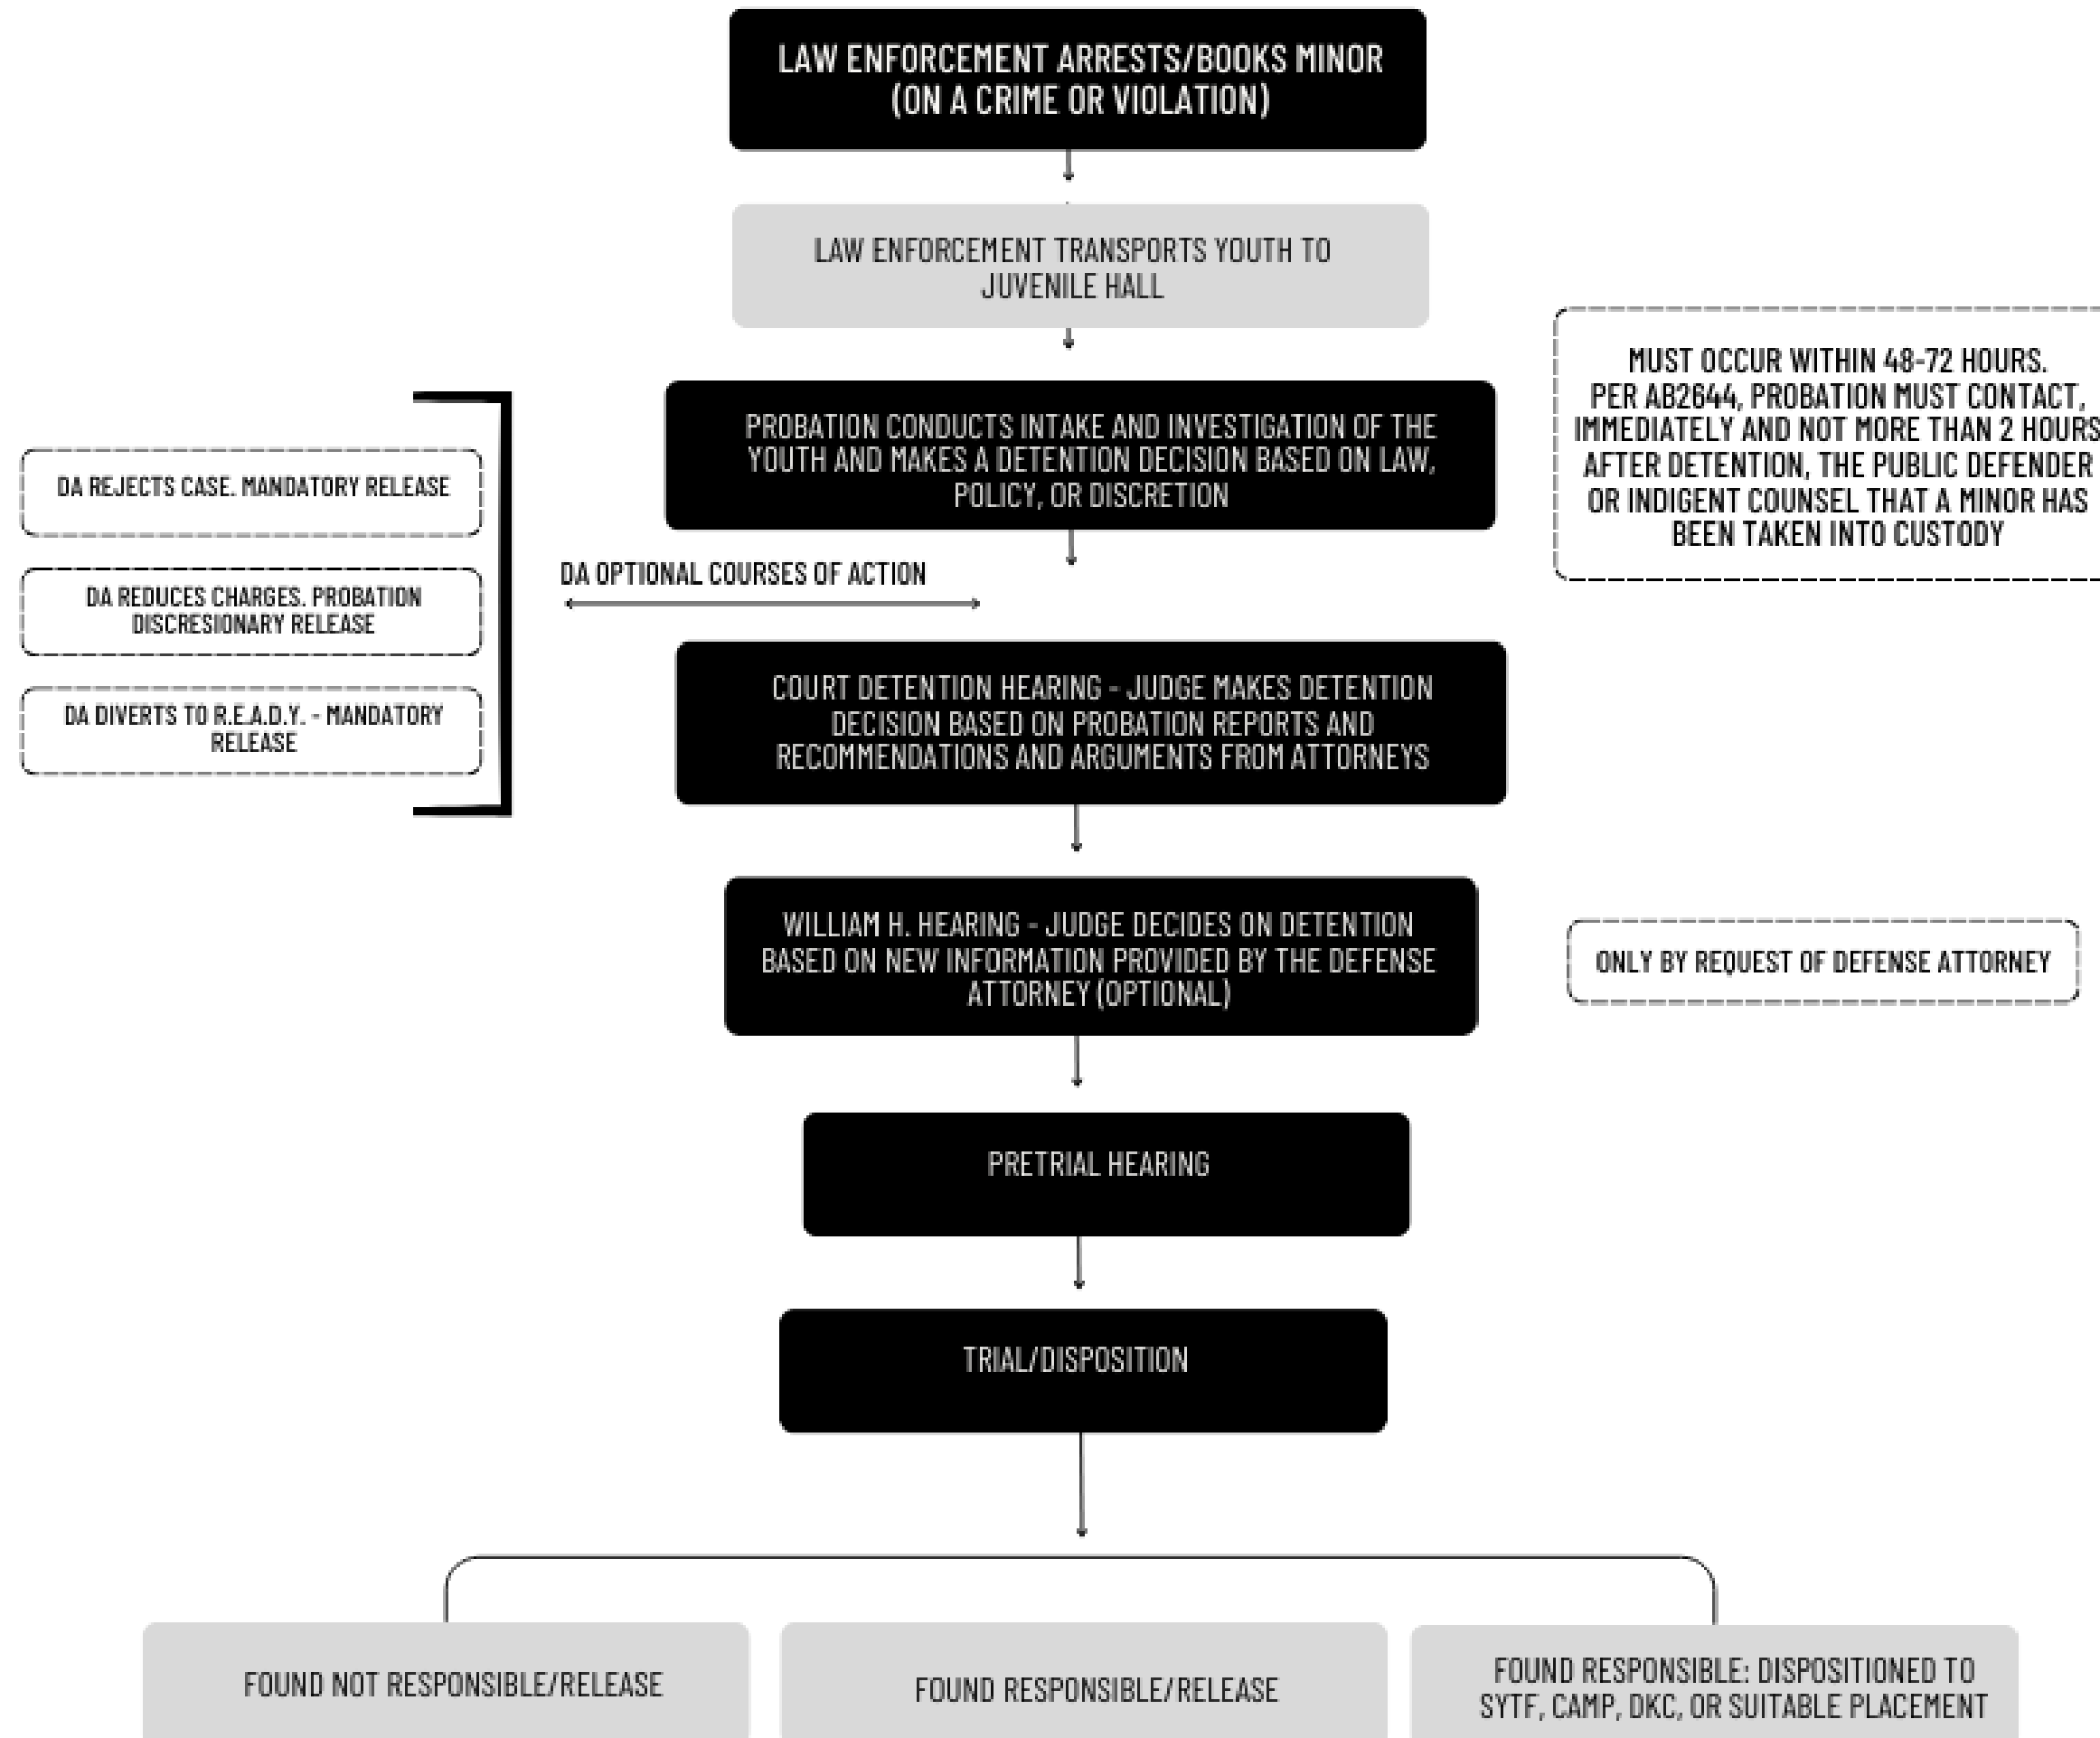 LAW ENFORCEMENT ARRESTS/BOOKS MINOR
(ON A CRIME OR VIOLATION)
LAW ENFORCEMENT TRANSPORTS YOUTH TO
JUVENILE HALL
MUST OCCUR WITHIN 48-72 HOURS.
PER AB2644, PROBATION MUST CONTACT,
IMMEDIATELY AND NOT MORE THAN 2 HOURS
AFTER DETENTION, THE PUBLIC DEFENDER
OR INDIGENT COUNSEL THAT A MINOR HAS
BEEN TAKEN INTO CUSTODY
PROBATION CONDUCTS INTAKE AND INVESTIGATION OF THE
YOUTH AND MAKES A DETENTION DECISION BASED ON LAW,
POLICY, OR DISCRETION
DA REJECTS CASE. MANDATORY RELEASE
DA REDUCES CHARGES. PROBATION
DISCRESIONARY RELEASE
DA DIVERTS TO R.E.A.D.Y. - MANDATORY
RELEASE
DA OPTIONAL COURSES OF ACTION
COURT DETENTION HEARING - JUDGE MAKES DETENTION
DECISION BASED ON PROBATION REPORTS AND
RECOMMENDATIONS AND ARGUMENTS FROM ATTORNEYS
WILLIAM H. HEARING - JUDGE DECIDES ON DETENTION
BASED ON NEW INFORMATION PROVIDED BY THE DEFENSE
ATTORNEY (OPTIONAL)
ONLY BY REQUEST OF DEFENSE ATTORNEY
PRETRIAL HEARING
TRIAL/DISPOSITION
FOUND NOT RESPONSIBLE/RELEASE
FOUND RESPONSIBLE/RELEASE
FOUND RESPONSIBLE: DISPOSITIONED TO
SYTF, CAMP, DKC, OR SUITABLE PLACEMENT